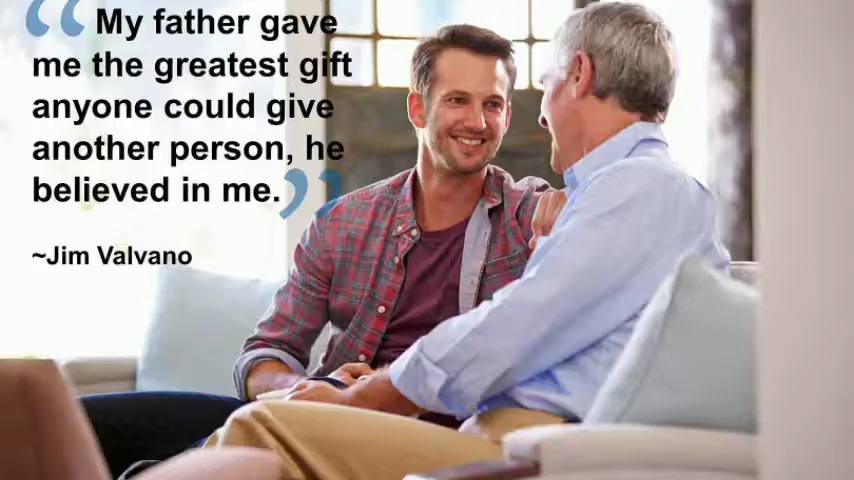 “ My father gave
me the greatest gift
anyone could give
another person, he
believed in me.”
~Jim Valvano